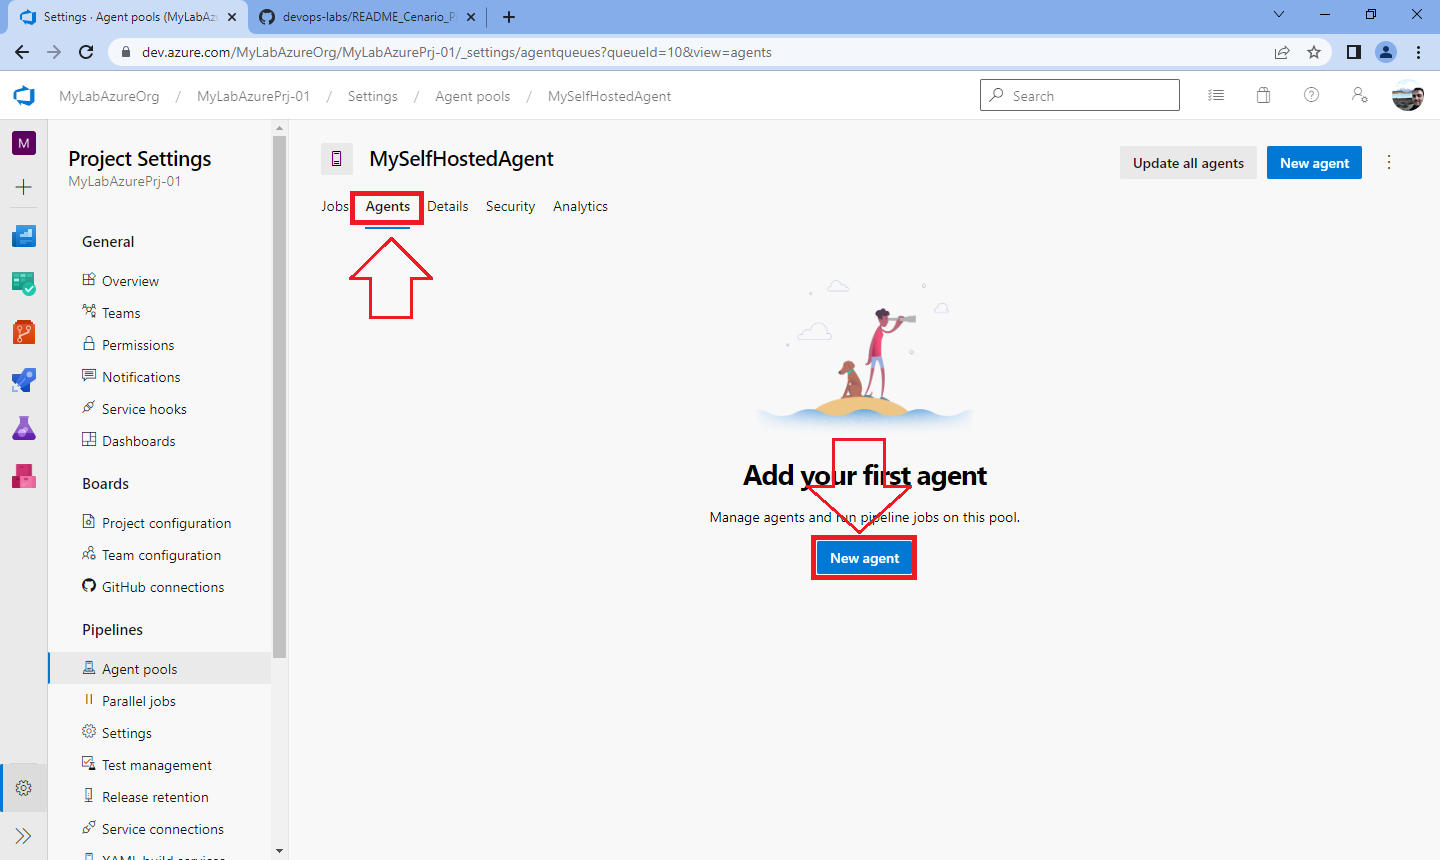 Settings · Agent pools (MyLabAz
devops-labs/README_Cenario_P
dev.azure.com/MyLabAzureOrg/MyLabAzurePrj-01/_settings/agentqueues?queueId=10&view=agents
MyLabAzureOrg / MyLabAzurePrj-01 / Settings / Agent pools / MySelfHostedAgent
Search
M
Project Settings
MyLabAzurePrj-01
General
Overview
Teams
Permissions
Notifications
Service hooks
Dashboards
Boards
Project configuration
Team configuration
GitHub connections
Pipelines
Agent pools
Parallel jobs
Settings
Test management
Release retention
Service connections
XAML build services
MySelfHostedAgent
Update all agents
New agent
Jobs Agents Details Security Analytics
Add your first agent
Manage agents and run pipeline jobs on this pool.
New agent